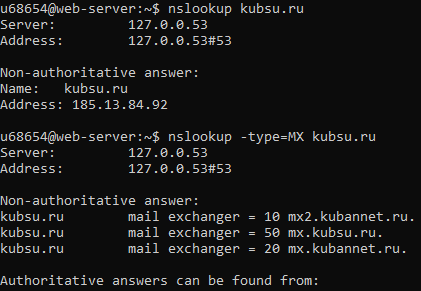 u68654@web-server:~$ nslookup kubsu.ru
Server:         127.0.0.53
Address:        127.0.0.53#53
Non-authoritative answer:
Name:   kubsu.ru
Address: 185.13.84.92
u68654@web-server:~$ nslookup -type=MX kubsu.ru
Server:         127.0.0.53
Address:        127.0.0.53#53
Non-authoritative answer:
kubsu.ru        mail exchanger = 10 mx2.kubannet.ru.
kubsu.ru        mail exchanger = 50 mx.kubsu.ru.
kubsu.ru        mail exchanger = 20 mx.kubannet.ru.
Authoritative answers can be found from: